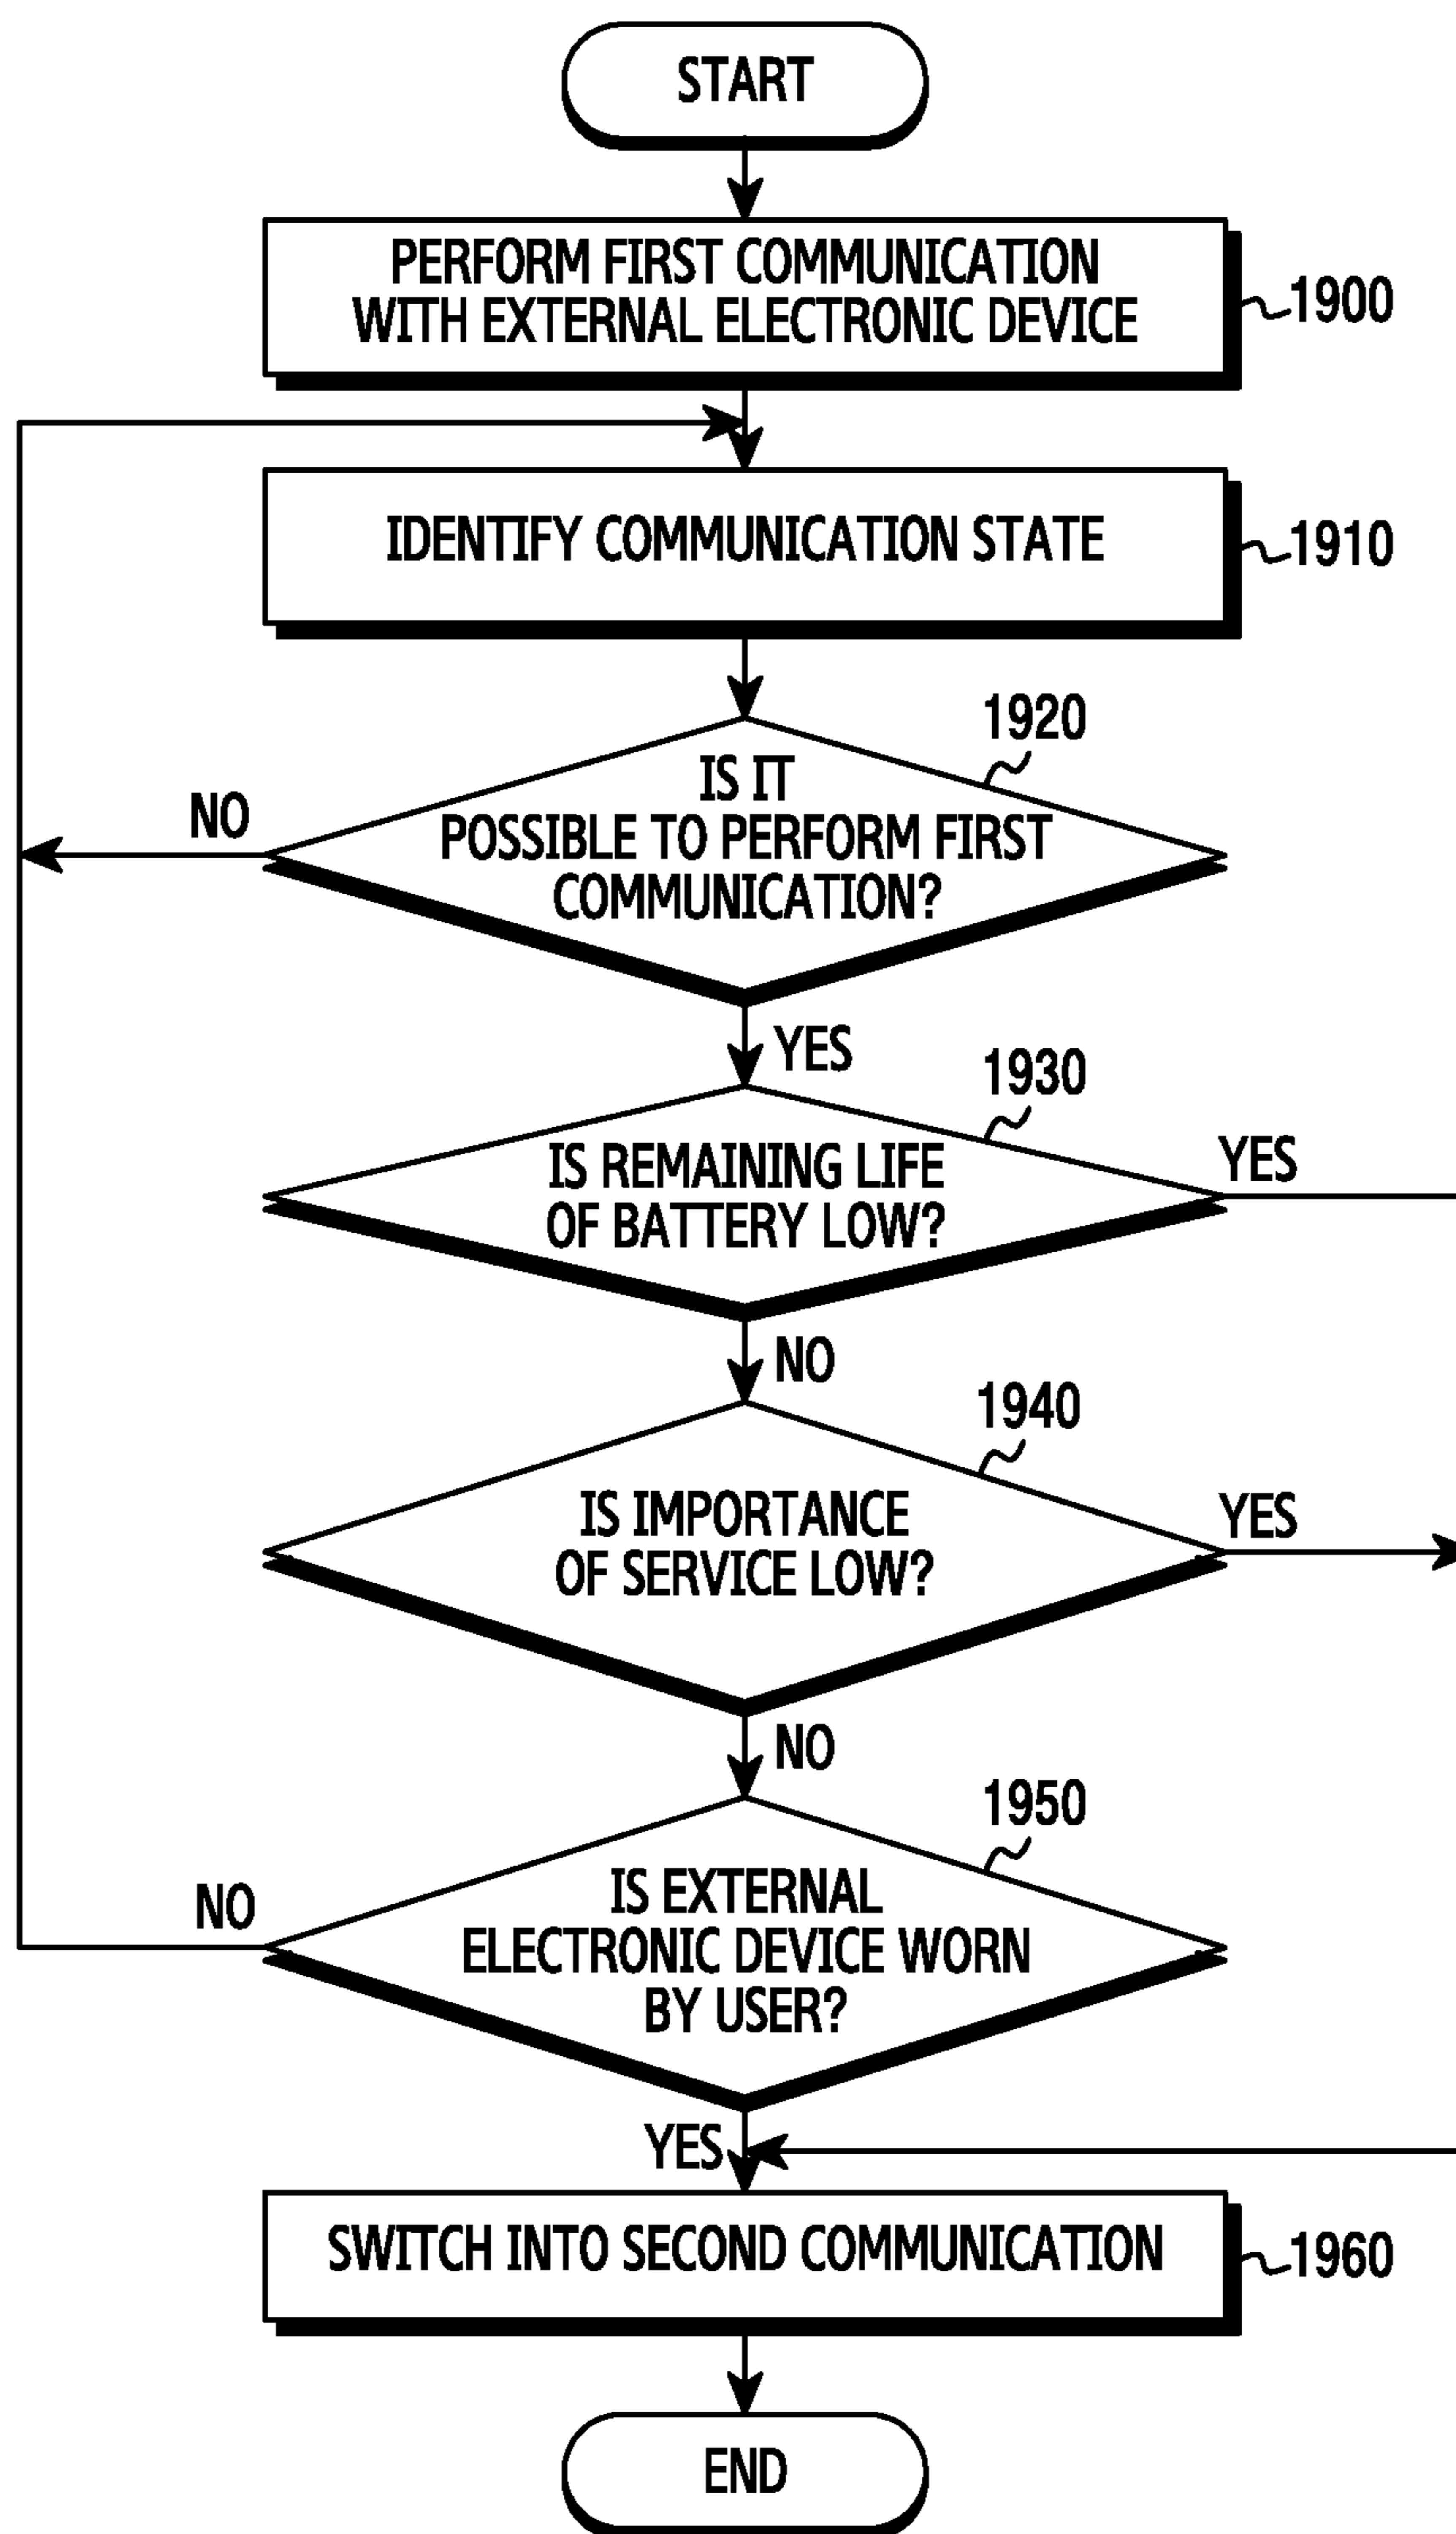 START
PERFORM FIRST COMMUNICATION
WITH EXTERNAL ELECTRONIC DEVICE
1900
IDENTIFY COMMUNICATION STATE
1910
1920
IS IT
POSSIBLE TO PERFORM FIRST
COMMUNICATION?
NO
YES
1930
IS REMAINING LIFE
OF BATTERY LOW?
YES
NO
1940
IS IMPORTANCE
OF SERVICE LOW?
YES
NO
1950
IS EXTERNAL
ELECTRONIC DEVICE WORN
BY USER?
NO
YES
SWITCH INTO SECOND COMMUNICATION
1960
END